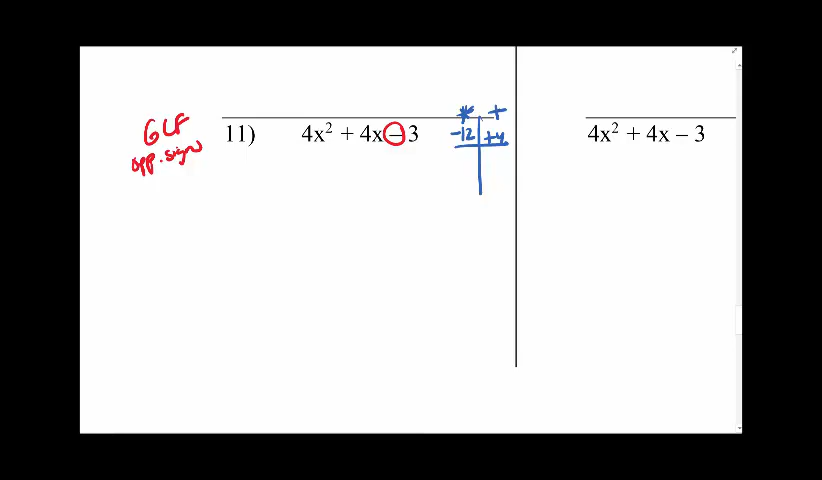 GCF
opp. signs
11) 4x² + 4x – 3
* +
-12 +4
4x² + 4x – 3